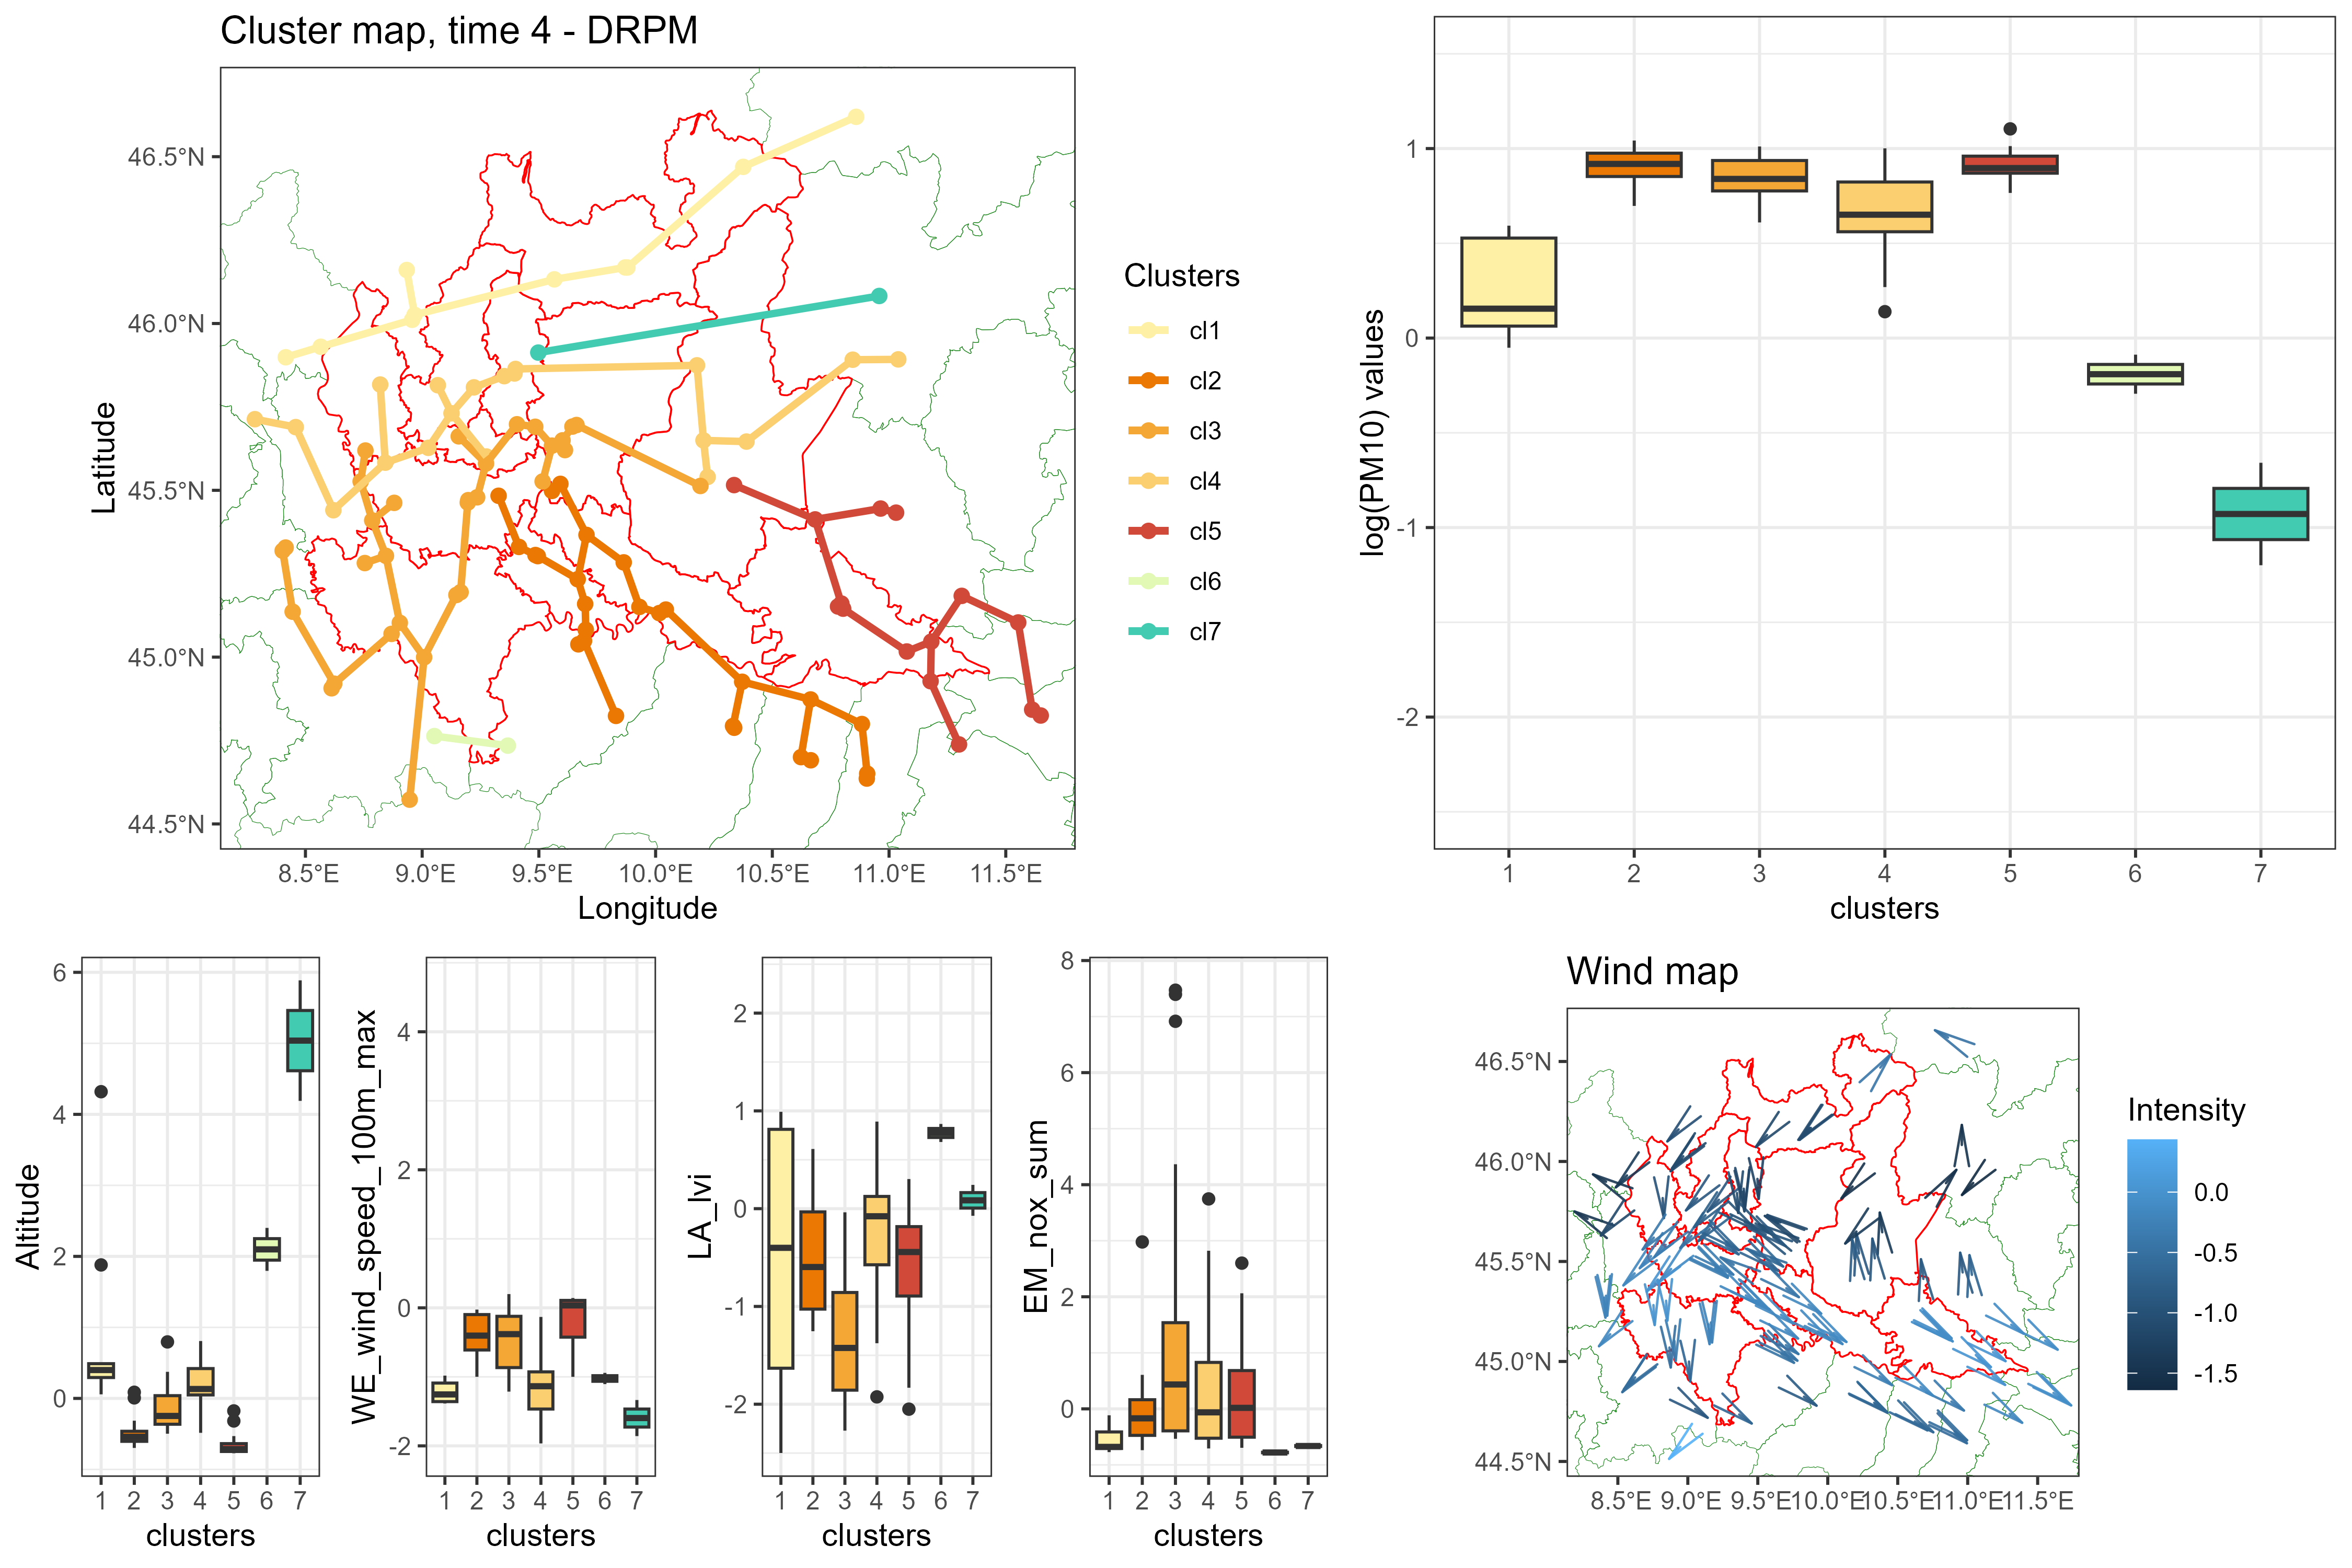 Cluster map, time 4 - DRPM
46.5°N
46.0°N
45.5°N
45.0°N
44.5°N
Latitude
8.5°E 9.0°E 9.5°E 10.0°E 10.5°E 11.0°E 11.5°E
Longitude
Clusters
cl1
cl2
cl3
cl4
cl5
cl6
cl7
log(PM10) values
1
0
-1
-2
1 2 3 4 5 6 7
clusters
Altitude
6
4
2
0
1 2 3 4 5 6 7
clusters
WE_wind_speed_100m_max
4
2
0
-2
1 2 3 4 5 6 7
clusters
LA_lvi
2
1
0
-1
-2
1 2 3 4 5 6 7
clusters
EM_nox_sum
8
6
4
2
0
1 2 3 4 5 6 7
clusters
Wind map
46.5°N
46.0°N
45.5°N
45.0°N
44.5°N
8.5°E 9.0°E 9.5°E 10.0°E 10.5°E 11.0°E 11.5°E
Intensity
0.0
-0.5
-1.0
-1.5